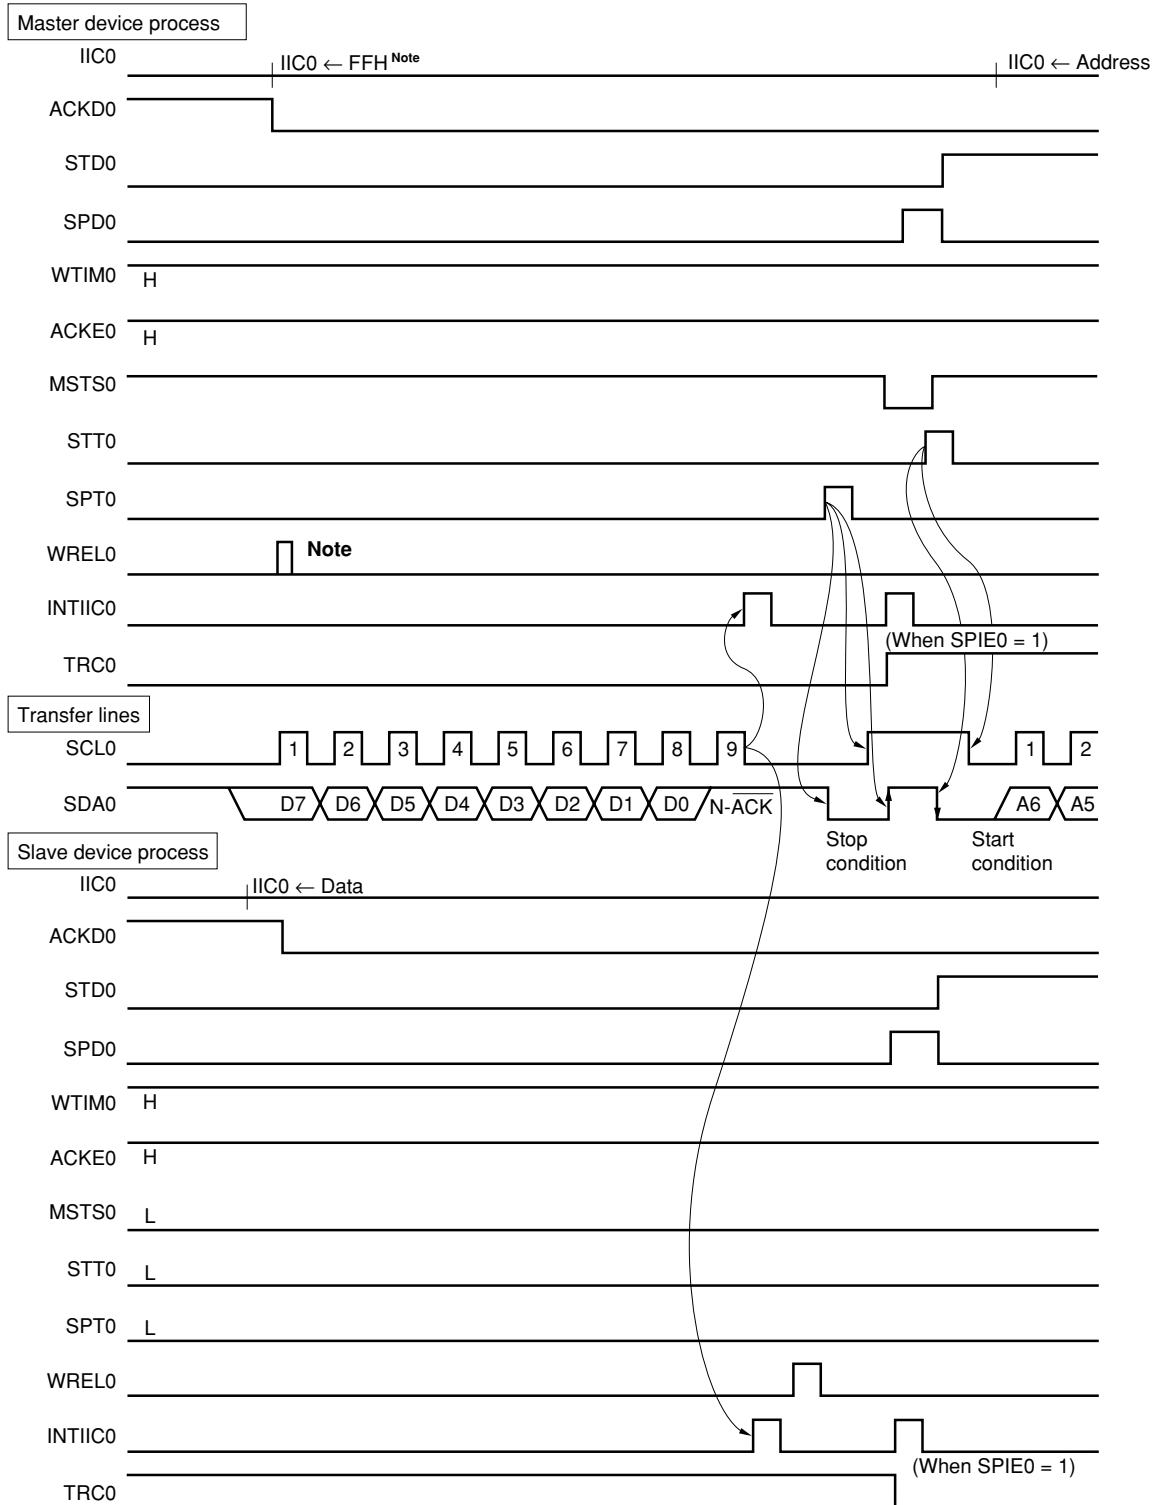 Master device process
IIC0
IIC0 ← FFH Note
IIC0 ← Address
ACKD0
STD0
SPD0
WTIM0
H
ACKE0
H
MSTS0
STT0
SPT0
WREL0
Note
INTIIC0
(When SPIE0 = 1)
TRC0
Transfer lines
SCL0
1 2 3 4 5 6 7 8 9 1 2
SDA0
D7 D6 D5 D4 D3 D2 D1 D0 N-ACK A6 A5
Stop condition
Start condition
Slave device process
IIC0
IIC0 ← Data
ACKD0
STD0
SPD0
WTIM0
H
ACKE0
H
MSTS0
L
STT0
L
SPT0
L
WREL0
INTIIC0
(When SPIE0 = 1)
TRC0